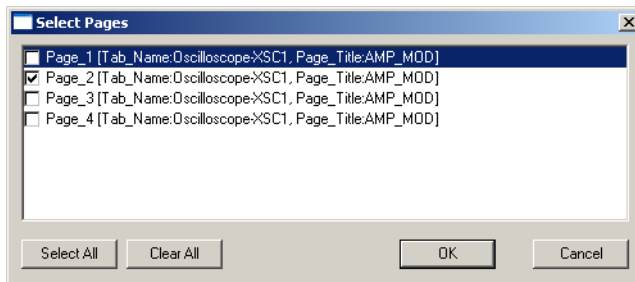 Select Pages
Page_1 [Tab_Name:Oscilloscope-XSC1, Page_Title:AMP_MOD]
Page_2 [Tab_Name:Oscilloscope-XSC1, Page_Title:AMP_MOD]
Page_3 [Tab_Name:Oscilloscope-XSC1, Page_Title:AMP_MOD]
Page_4 [Tab_Name:Oscilloscope-XSC1, Page_Title:AMP_MOD]
Select All Clear All OK Cancel